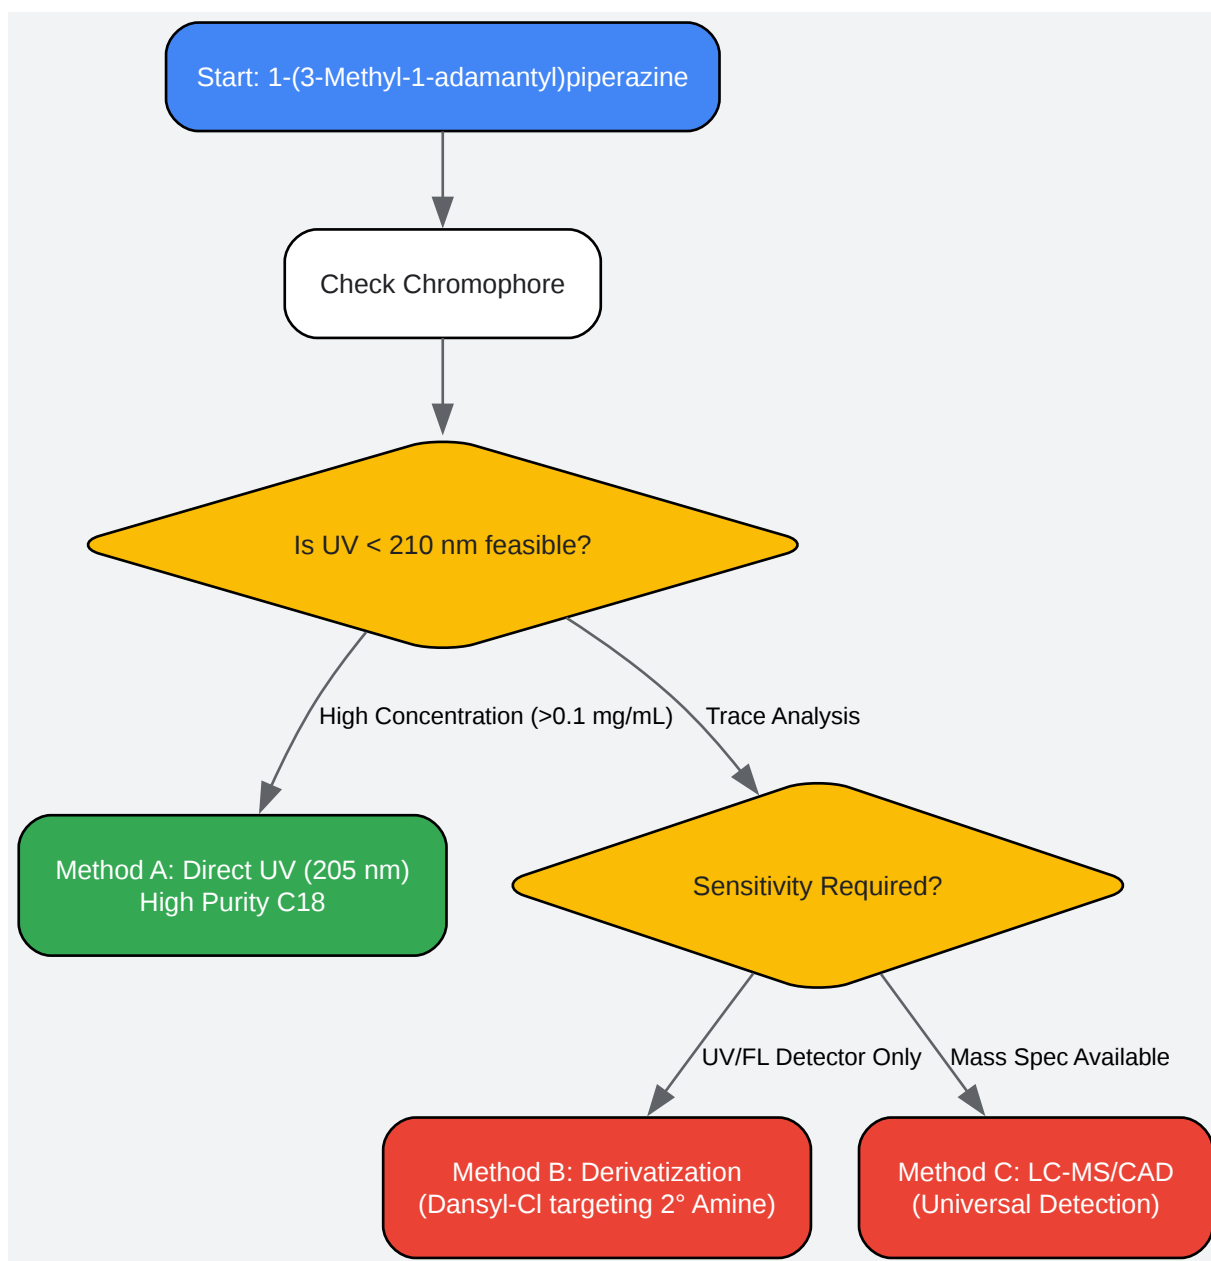 Start: 1-(3-Methyl-1-adamantyl)piperazine
Check Chromophore
Is UV < 210 nm feasible?
High Concentration (>0.1 mg/mL)
Trace Analysis
Method A: Direct UV (205 nm)
High Purity C18
Sensitivity Required?
UV/FL Detector Only
Mass Spec Available
Method B: Derivatization
(Dansyl-Cl targeting 2° Amine)
Method C: LC-MS/CAD
(Universal Detection)